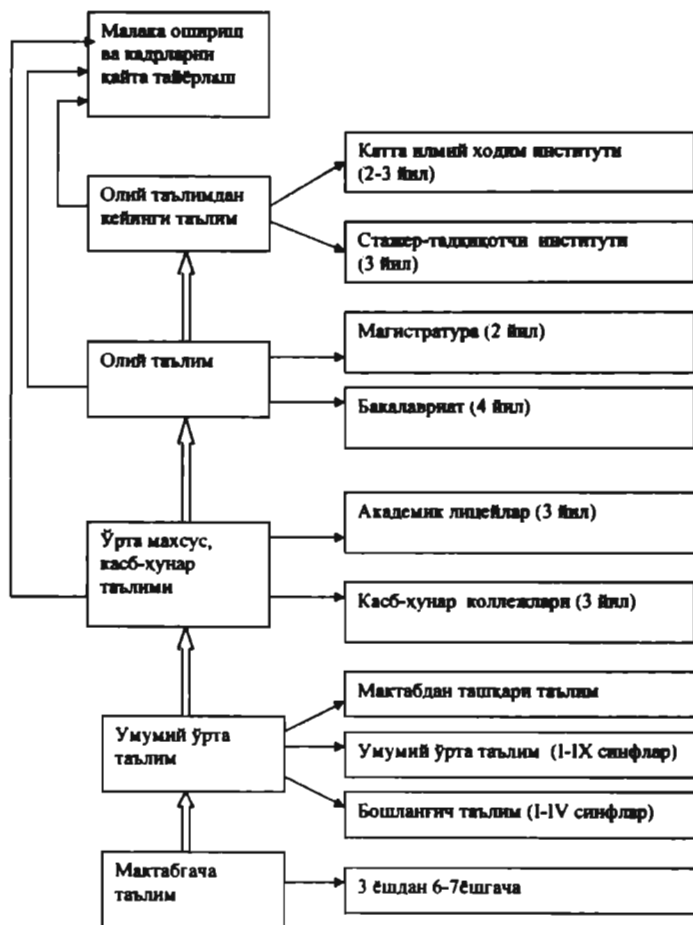 Малака ошириш
ва кадрларни
қайта тайёрлаш
Катта илмий ходим институти
(2-3 йил)
Олий таълимдан
кейинги таълим
Стажер-тадқиқотчи институти
(3 йил)
Магистратура (2 йил)
Олий таълим
Бакалавриат (4 йил)
Академик лицейлар (3 йил)
Ўрта махсус,
касб-ҳунар
таълими
Касб-ҳунар коллежлари (3 йил)
Мактабдан ташқари таълим
Умумий ўрта
таълим
Умумий ўрта таълим (I-IX синфлар)
Бошланғич таълим (I-IV синфлар)
Мактабгача
таълим
3 ёшдан 6-7ёшгача